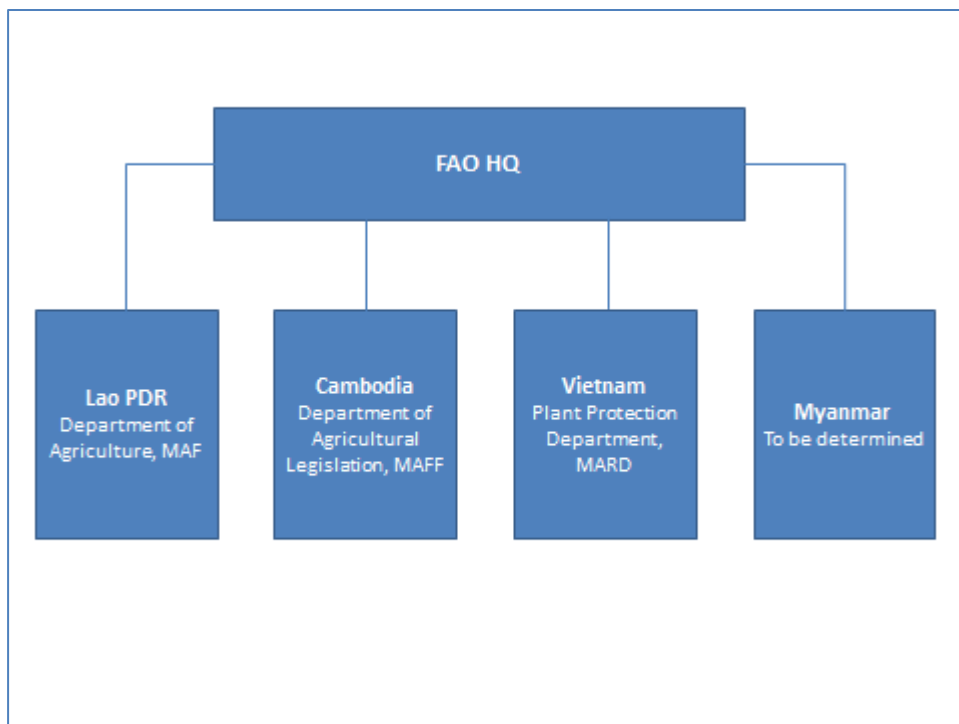 FAO HQ
Lao PDR
Department of
Agriculture, MAF
Cambodia
Department of
Agricultural
Legislation, MAFF
Vietnam
Plant Protection
Department,
MARD
Myanmar
To be determined